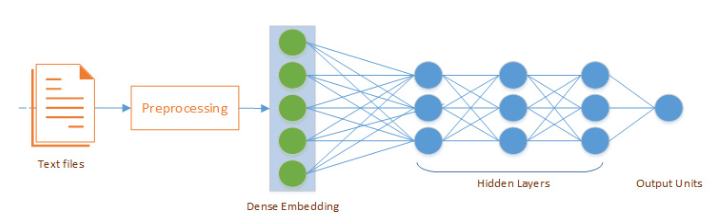 Preprocessing
Text files
Hidden Layers
Output Units
Dense Embedding